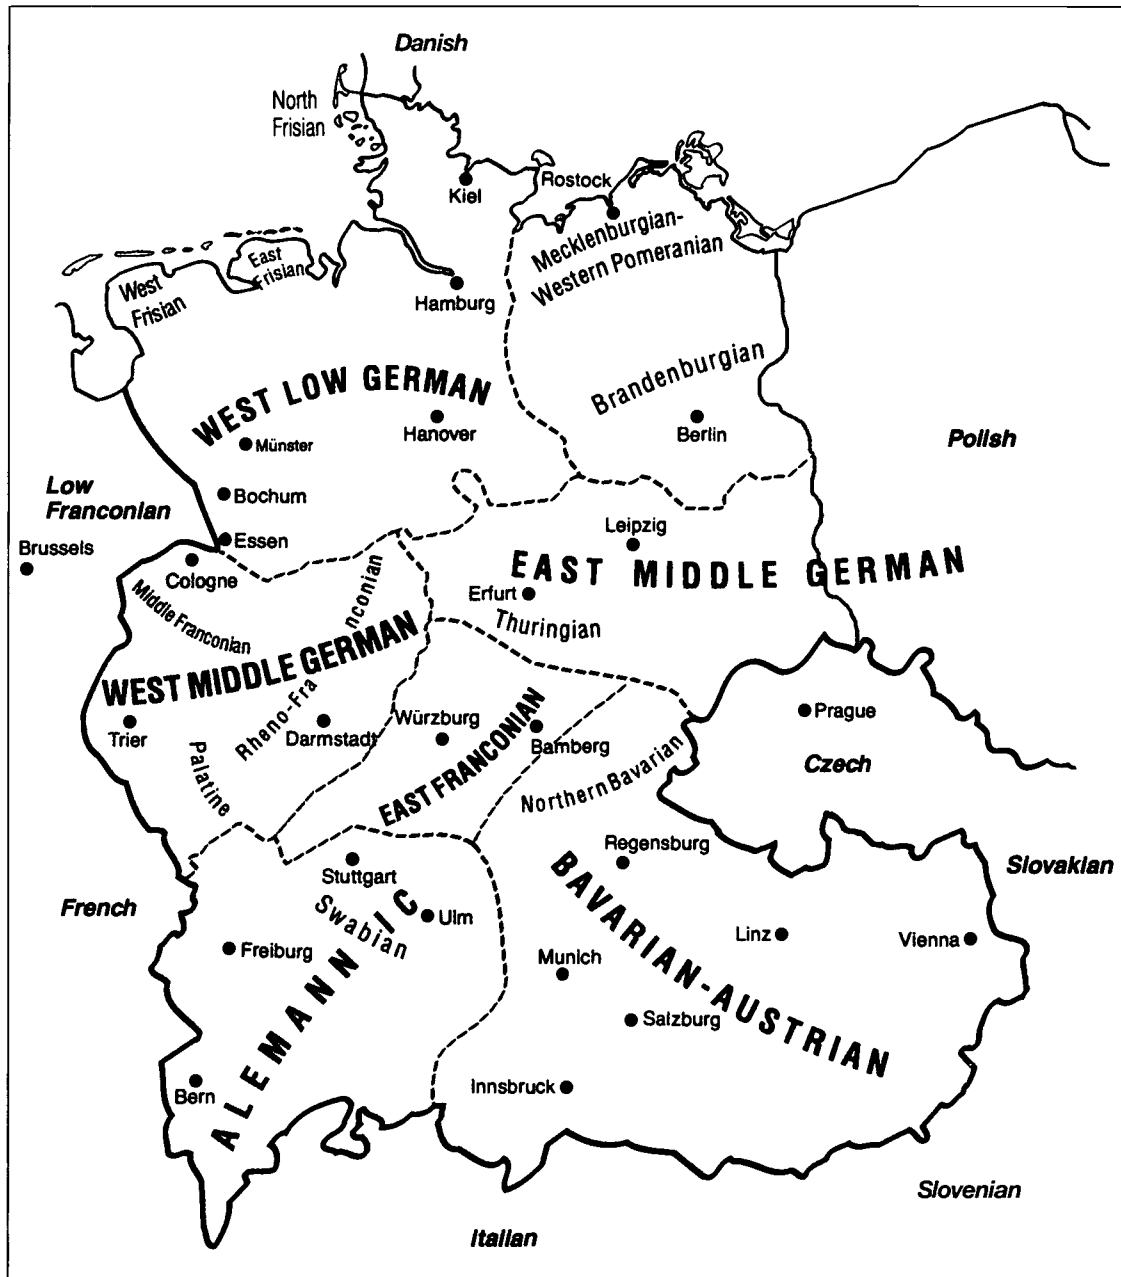 Danish
North
Frisian
Kiel
Rostock
Mecklenburgian-
Western Pomeranian
East
Frisian
West
Frisian
Hamburg
Brandenburgian
WEST LOW GERMAN
Münster
Hanover
Berlin
Polish
Low
Franconian
Bochum
Essen
Brussels
Cologne
Leipzig
EAST MIDDLE GERMAN
Erfurt
Thuringian
Middle Franconian
WEST MIDDLE GERMAN
Rheno-Franconian
Trier
Darmstadt
Palatine
Würzburg
EAST FRANCONIAN
Bamberg
Northern Bavarian
Prague
Czech
Slovakian
Regensburg
BAVARIAN-AUSTRIAN
Stuttgart
Swabian
Ulm
ALEMANNIC
French
Freiburg
Munich
Linz
Vienna
Salzburg
Bern
Innsbruck
Slovenian
Italian